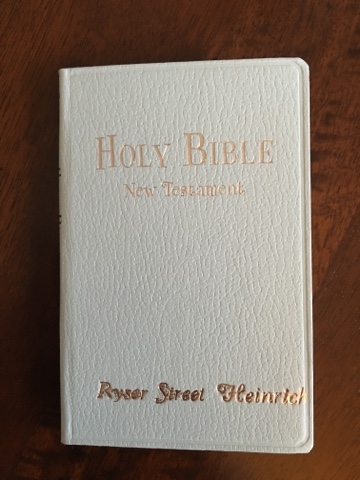 HOLY BIBLE
New Testament
Ryser Street Heinrich